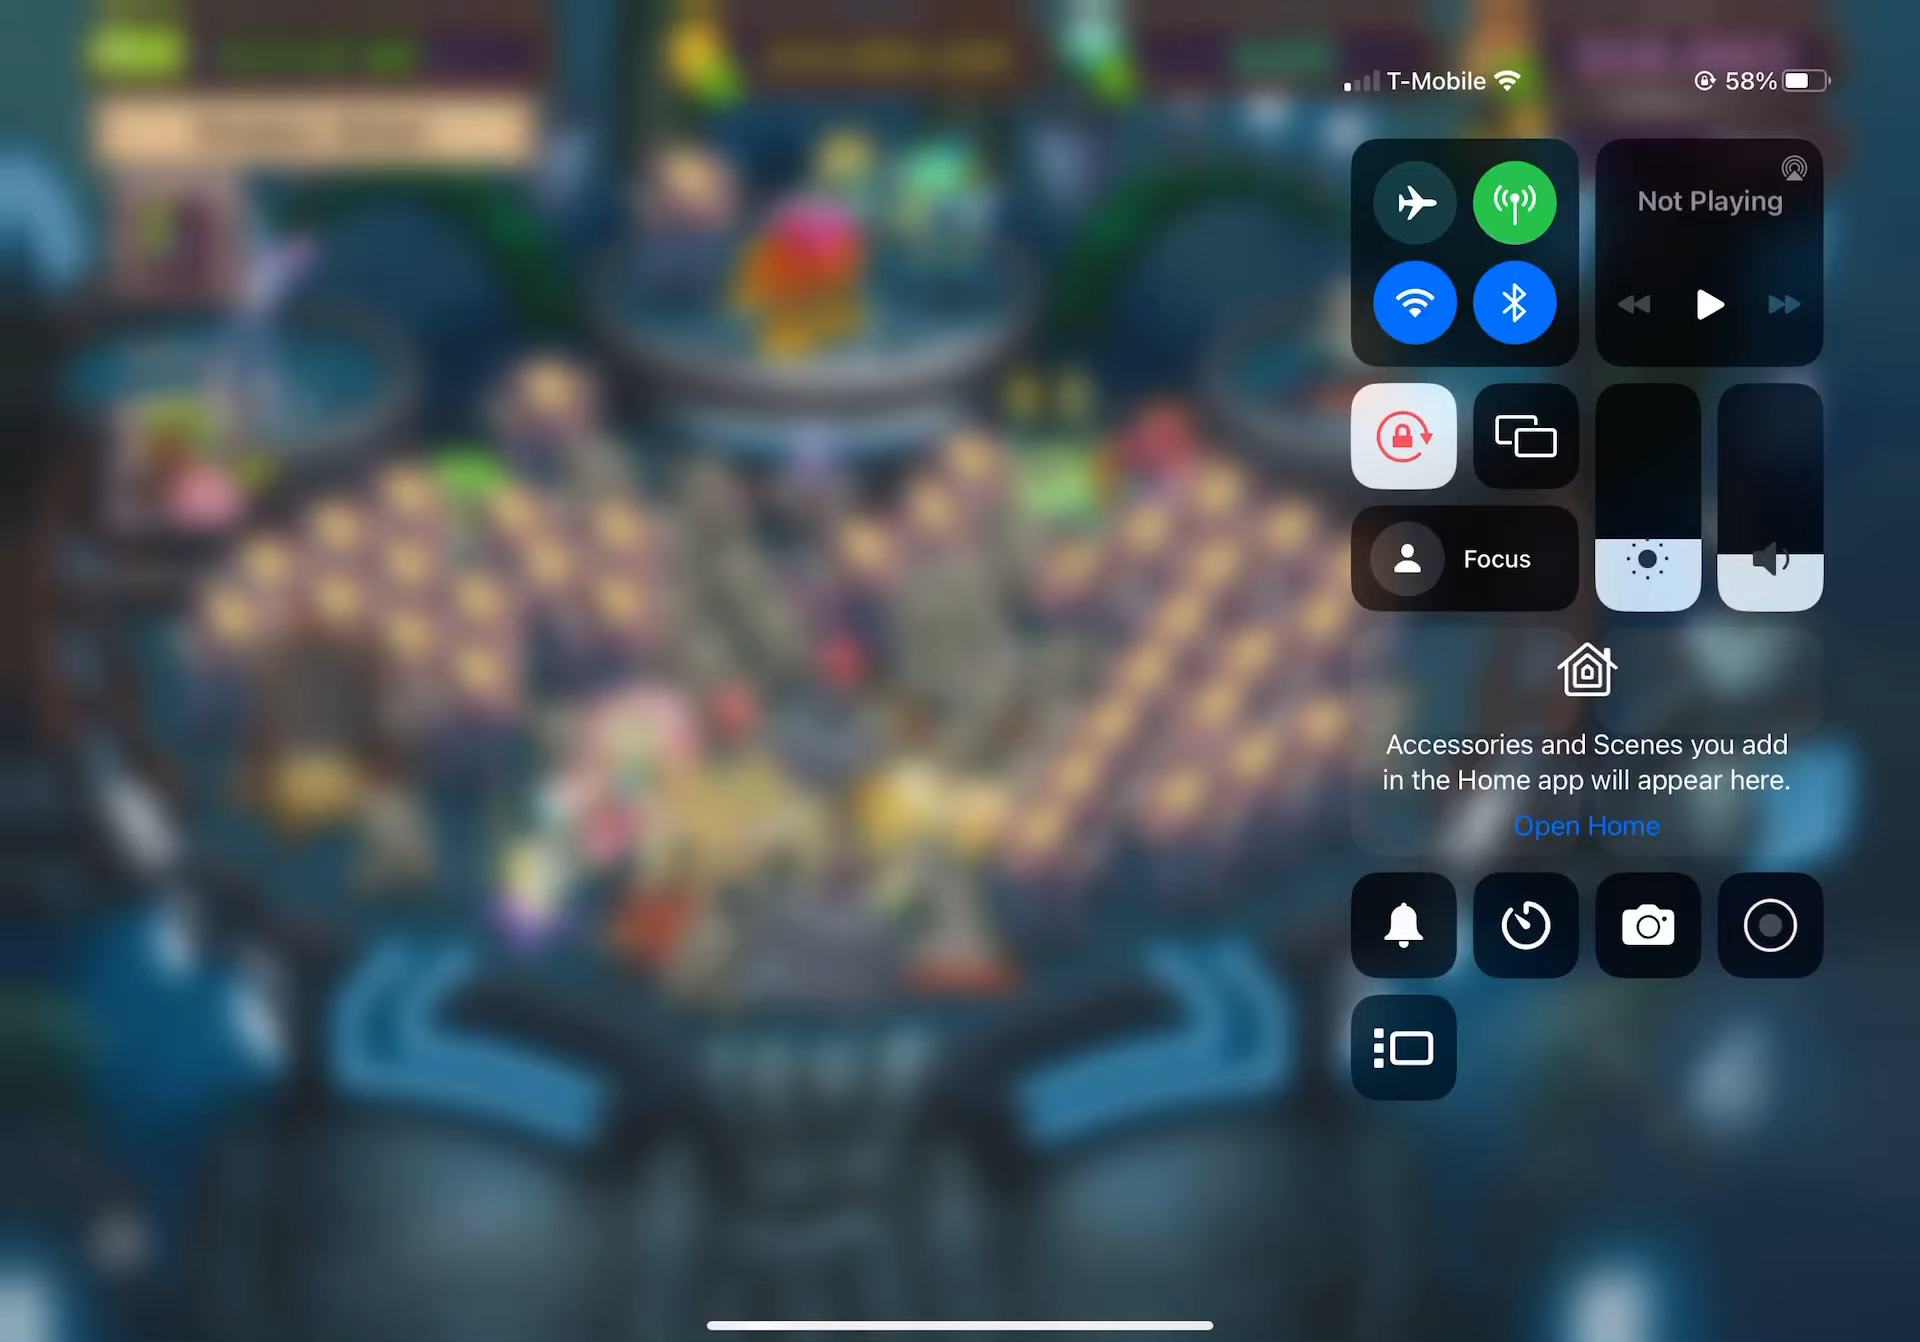 T-Mobile 58%
Not Playing
Focus
Accessories and Scenes you add
in the Home app will appear here.
Open Home